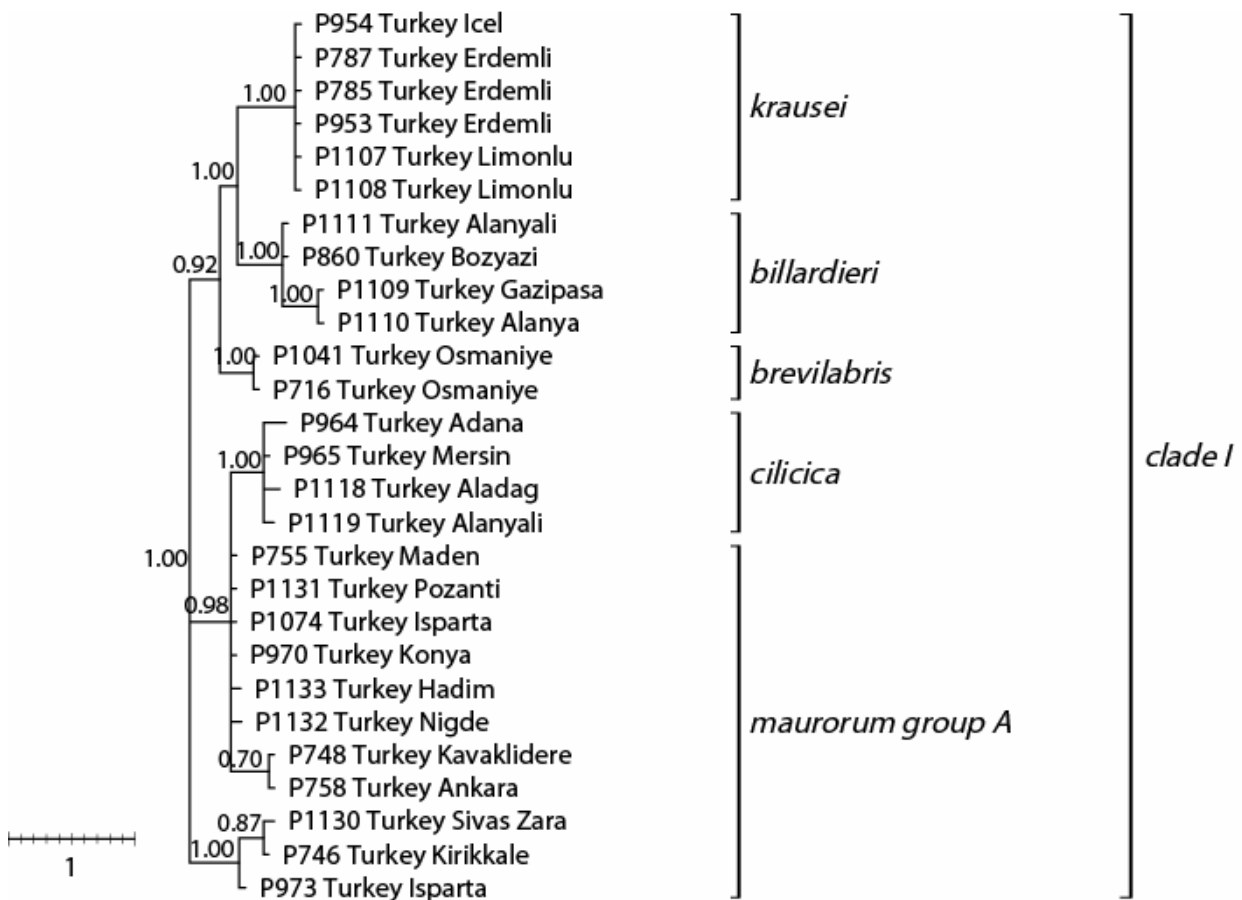 P954 Turkey Icel
P787 Turkey Erdemli
1.00
P785 Turkey Erdemli
krausei
P953 Turkey Erdemli
P1107 Turkey Limonlu
1.00
P1108 Turkey Limonlu
P1111 Turkey Alanyali
1.00
P860 Turkey Bozyazi
0.92
billardieri
1.00
P1109 Turkey Gazipasa
P1110 Turkey Alanya
1.00
P1041 Turkey Osmaniye
brevilabris
P716 Turkey Osmaniye
P964 Turkey Adana
1.00
P965 Turkey Mersin
clade I
cilicica
P1118 Turkey Aladag
P1119 Turkey Alanyali
1.00
P755 Turkey Maden
P1131 Turkey Pozanti
0.98
P1074 Turkey Isparta
P970 Turkey Konya
P1133 Turkey Hadim
P1132 Turkey Nigde
maurorum group A
0.70
P748 Turkey Kavaklidere
P758 Turkey Ankara
0.87
P1130 Turkey Sivas Zara
1.00
P746 Turkey Kirikkale
1
P973 Turkey Isparta